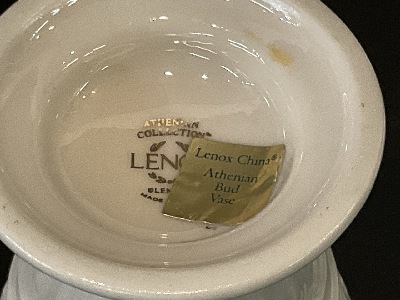 ATHENIAN
COLLECTION
LENO
Lenox China®
Athenian
Bud
Vase
MADE